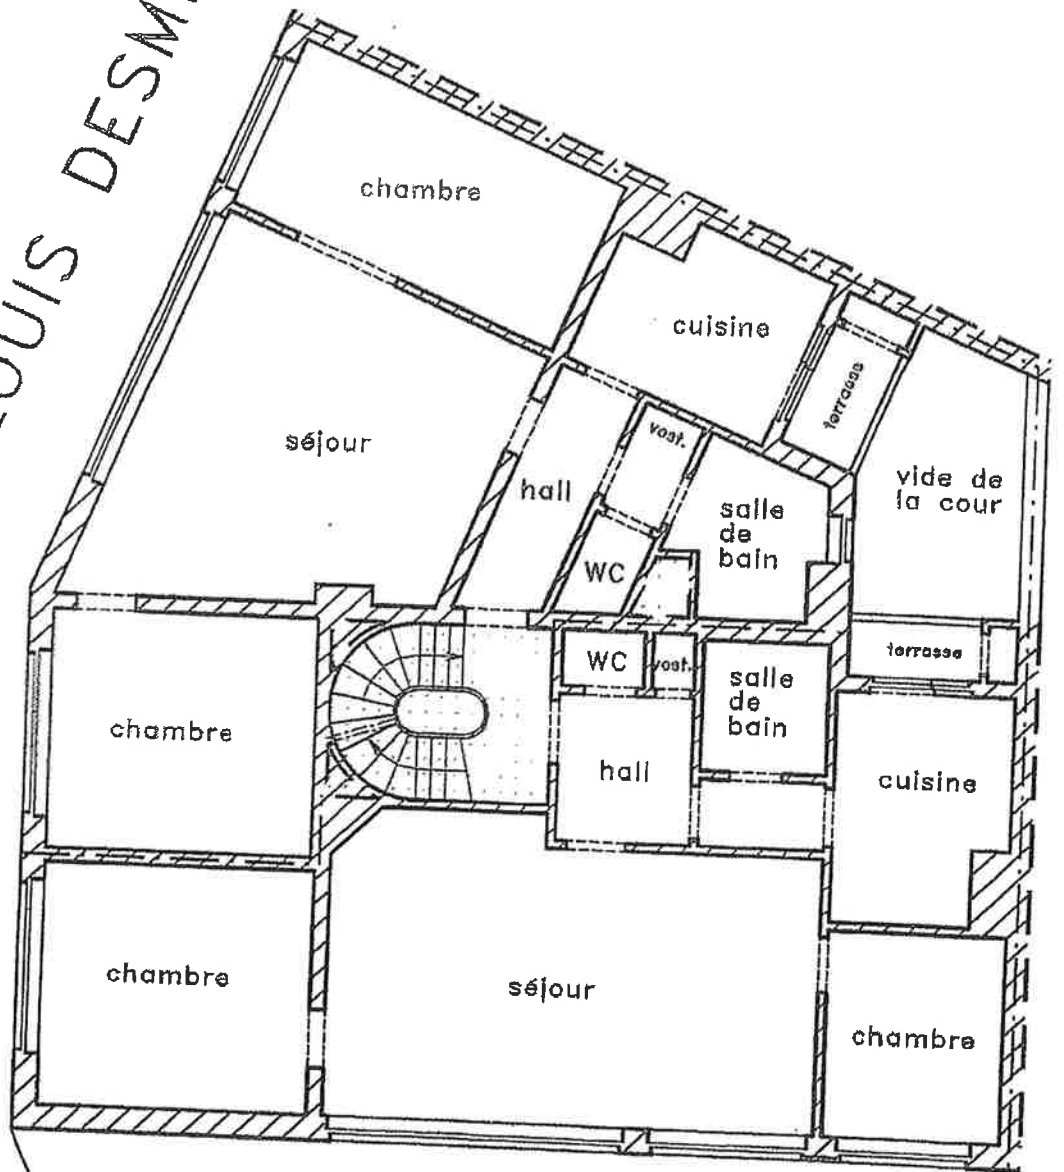 LOUIS DESM
chambre
cuisine
terrasse
séjour
vest.
hall
vide de
la cour
salle
de
bain
WC
WC
vest.
terrasse
salle
de
bain
chambre
hall
cuisine
chambre
séjour
chambre